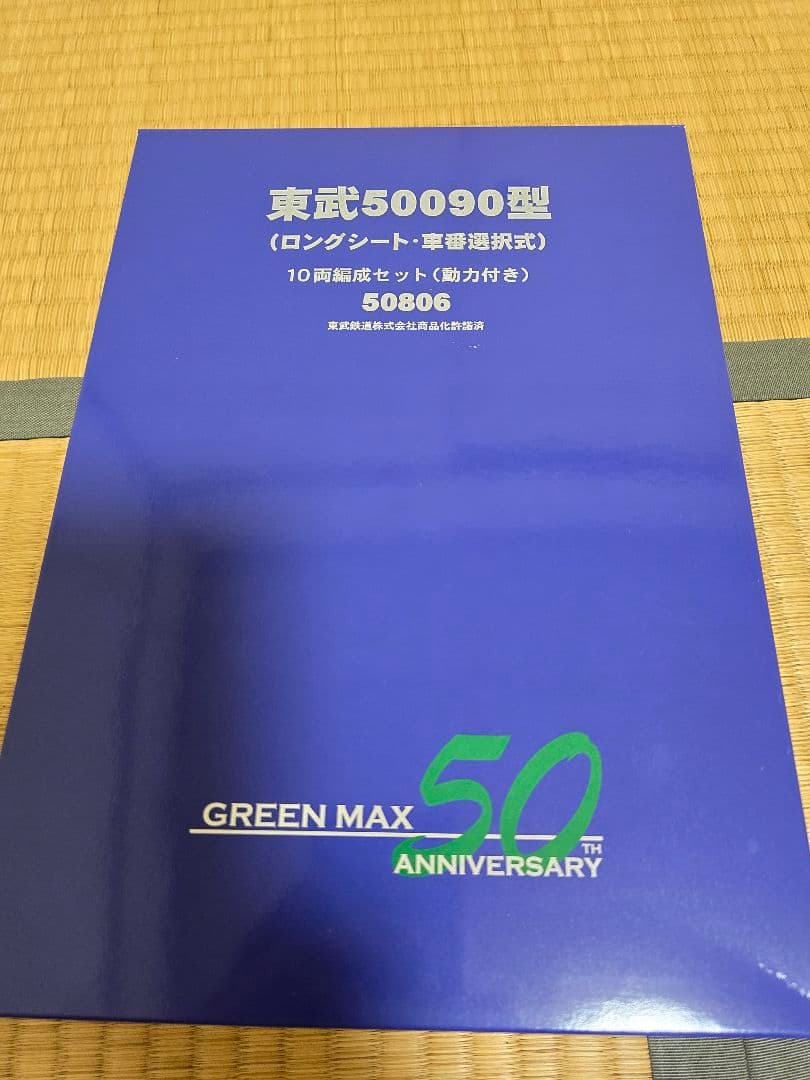 東武50090型
(ロングシート・車番選択式)
10両編成セット(動力付き)
50806
東武鉄道株式会社商品化許諾済
GREEN MAX 50TH
ANNIVERSARY